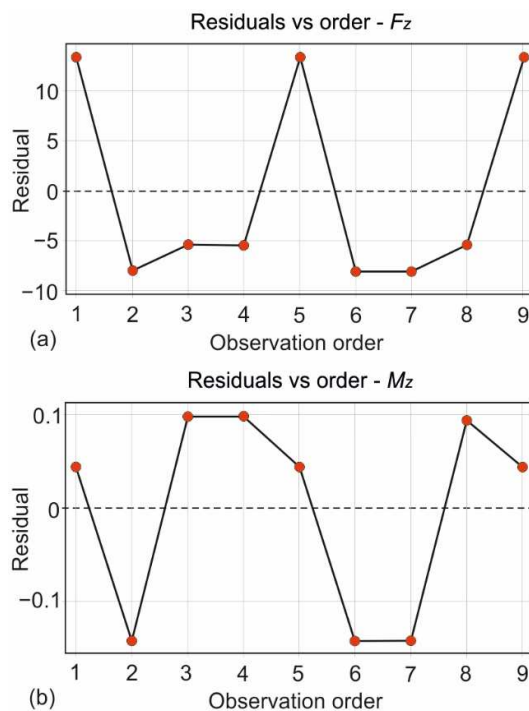 Residuals vs order - Fz
10
5
0
−5
−10
Residual
1 2 3 4 5 6 7 8 9
(a)
Observation order
Residuals vs order - Mz
0.1
0
−0.1
Residual
1 2 3 4 5 6 7 8 9
(b)
Observation order